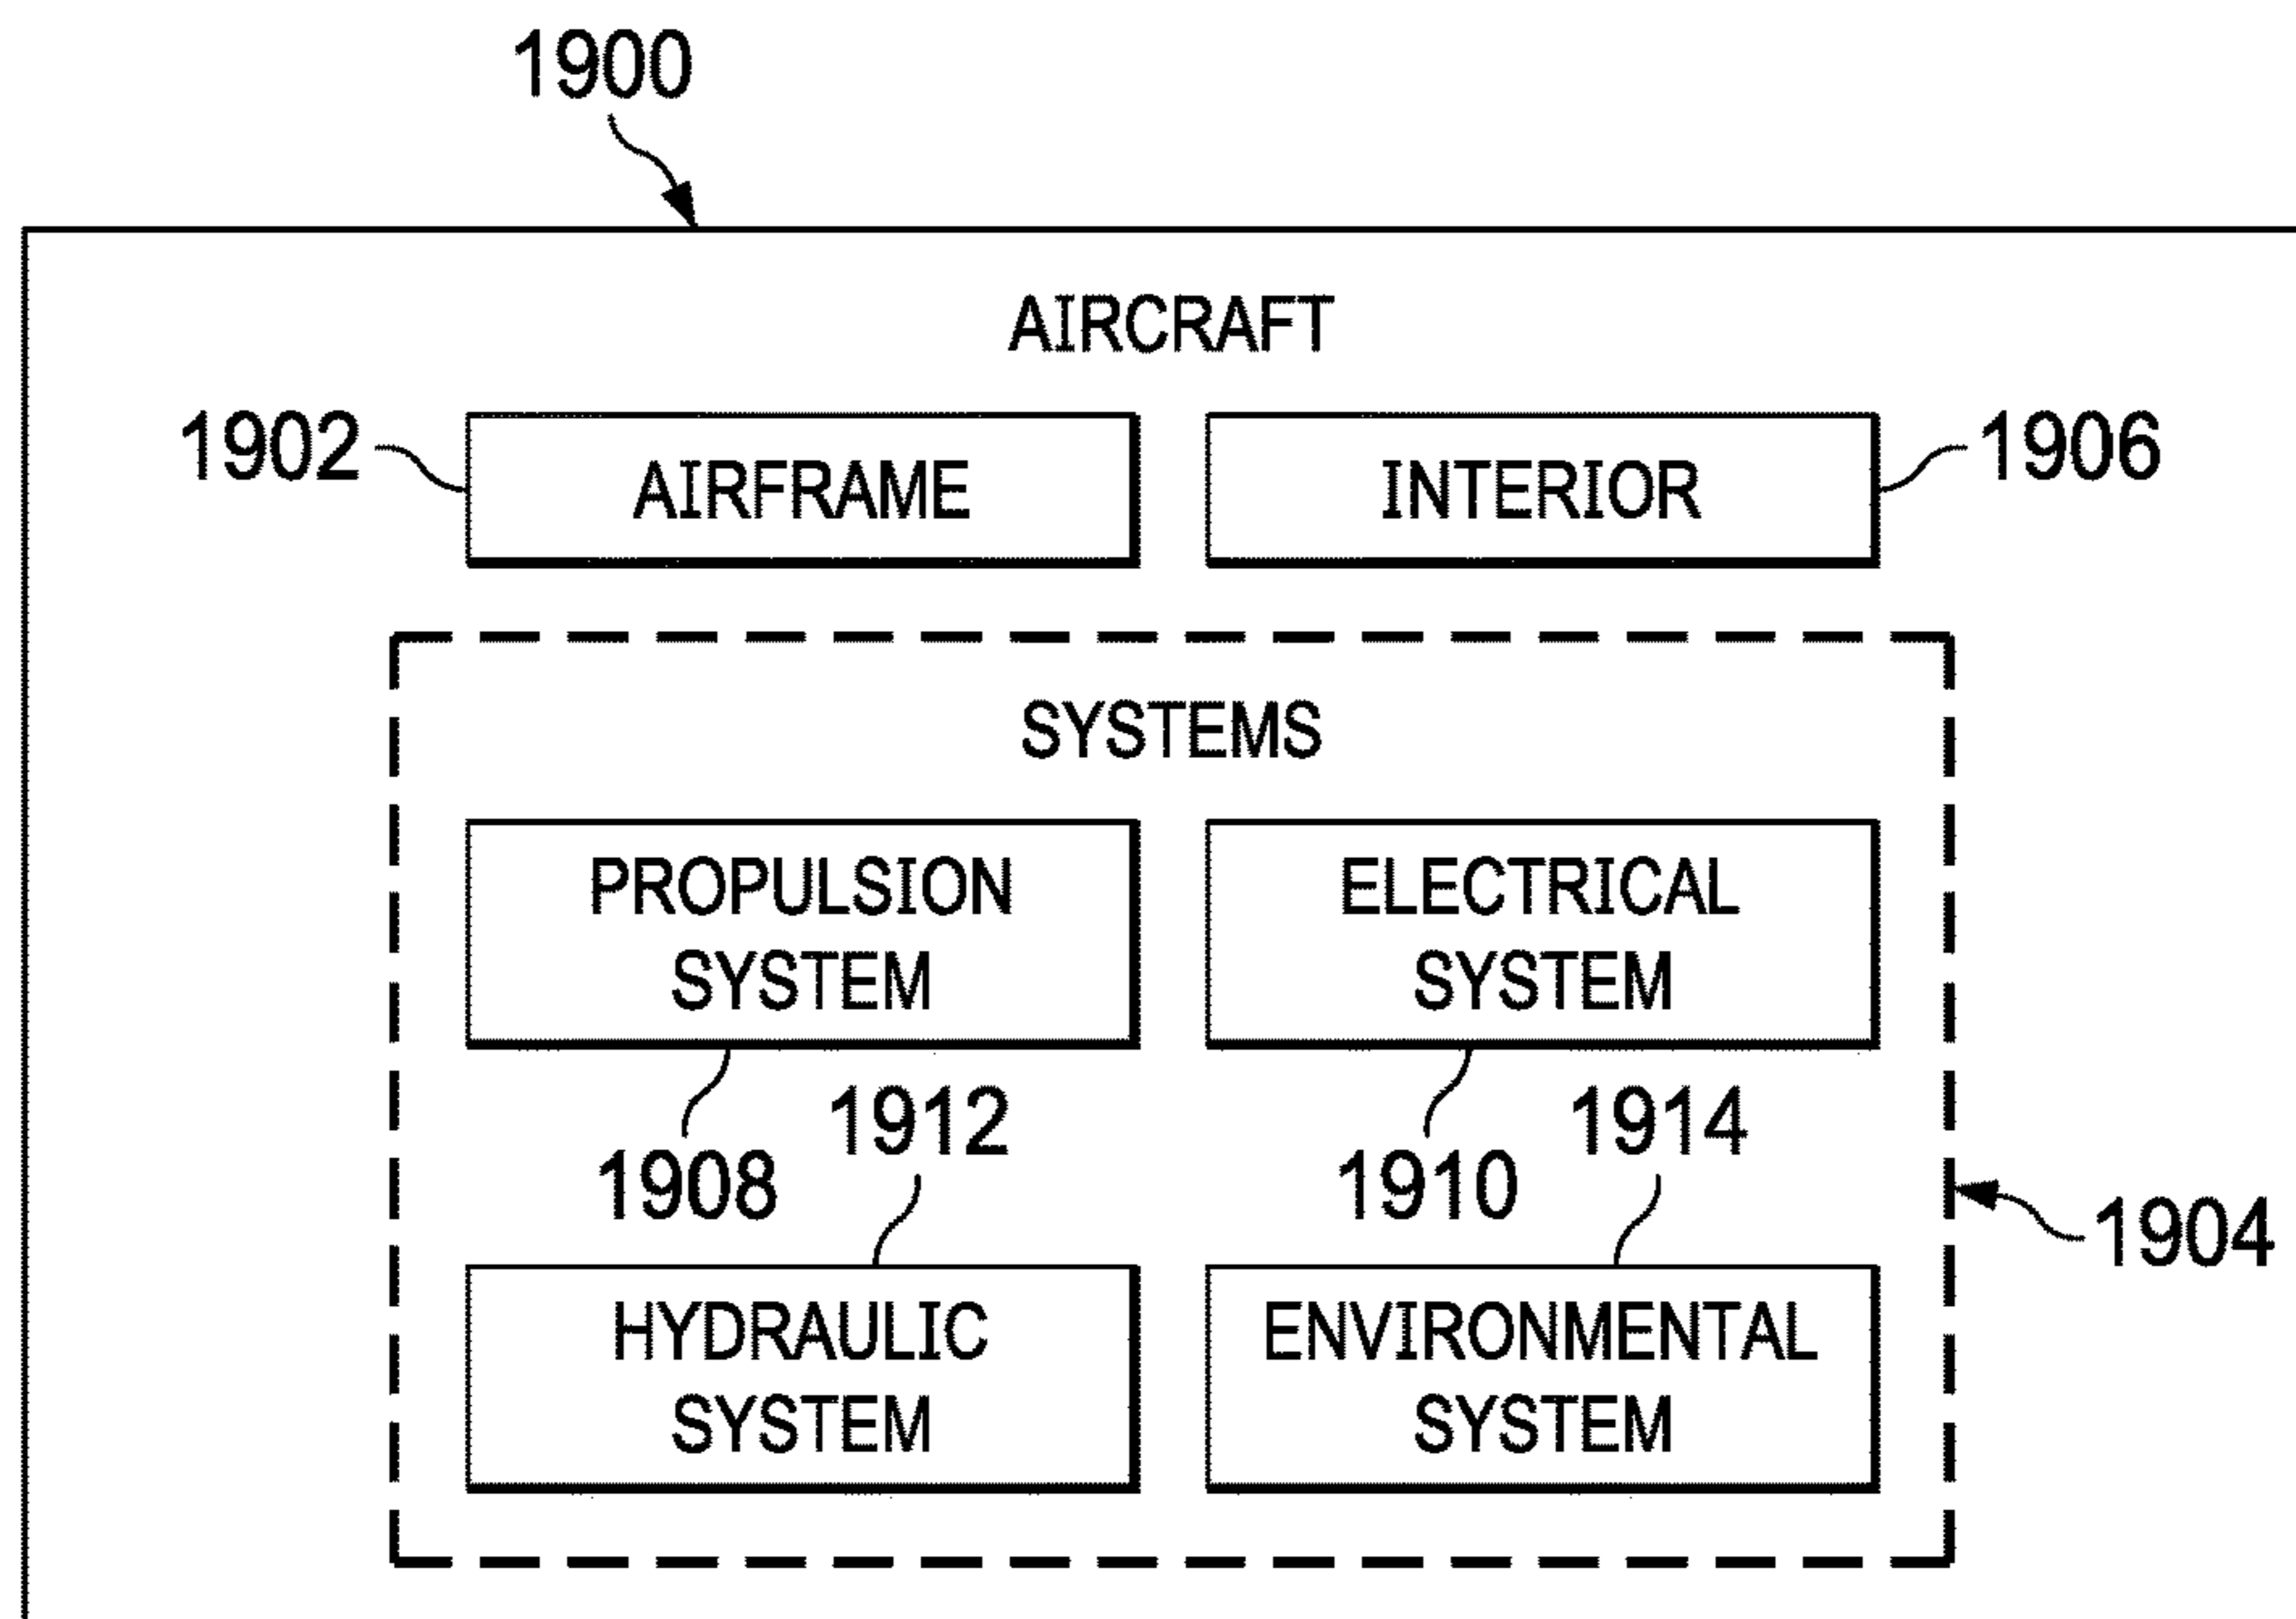 1900
AIRCRAFT
1902
AIRFRAME
INTERIOR
1906
SYSTEMS
PROPULSION
SYSTEM
ELECTRICAL
SYSTEM
1908
1912
1910
1914
1904
HYDRAULIC
SYSTEM
ENVIRONMENTAL
SYSTEM